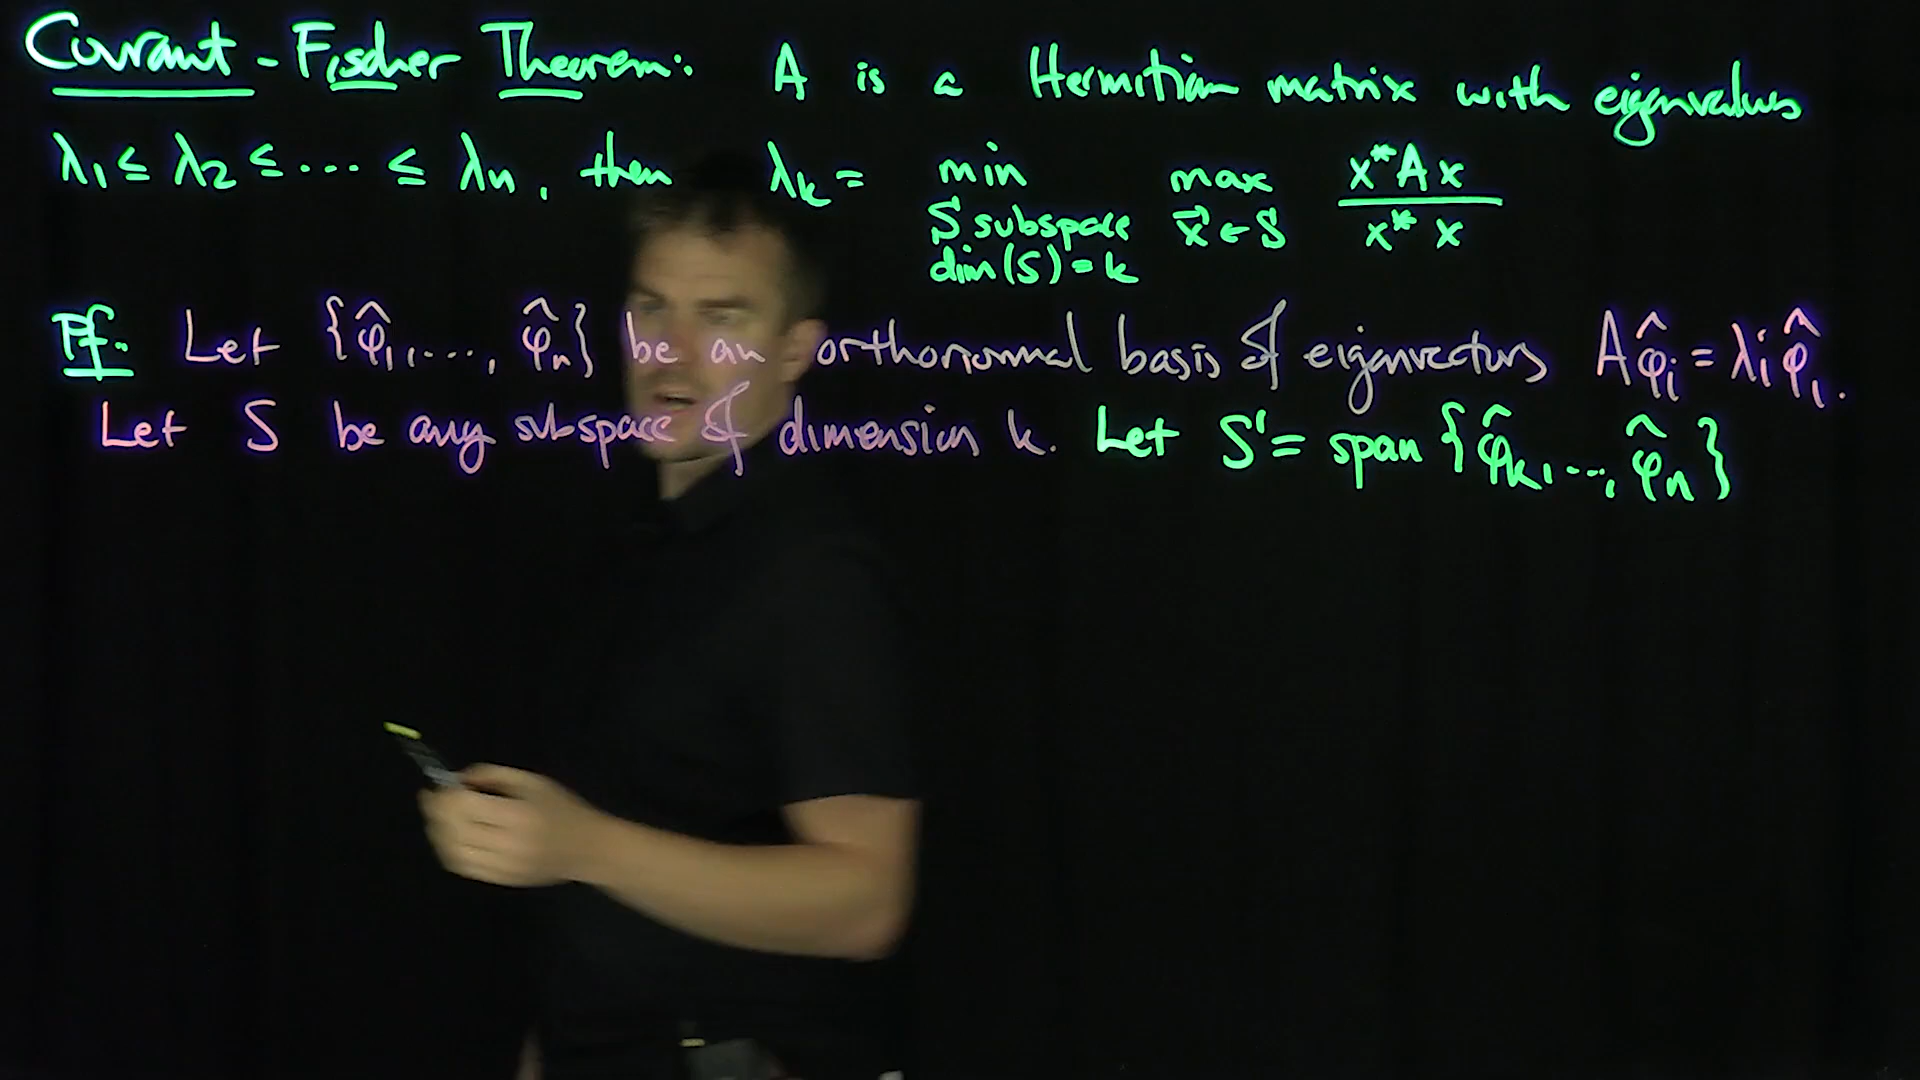 Courant - Fischer Theorem: A is a Hermitian matrix with eigenvalues
λ₁ ≤ λ₂ ≤ ... ≤ λₙ, then λₖ = min max x*Ax / x*x
S subspace x⃗ ∈ S
dim(S) = k
Pf: Let {φ̂₁, ..., φ̂ₙ} be an orthonormal basis of eigenvectors Aφ̂ᵢ = λᵢφ̂ᵢ.
Let S be any subspace of dimension k. Let S' = span {φ̂ₖ, ..., φ̂ₙ}